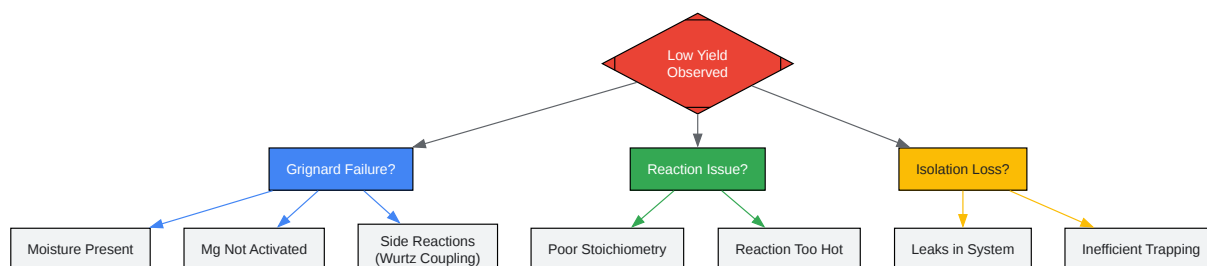 Low Yield
Observed
Grignard Failure?
Reaction Issue?
Isolation Loss?
Moisture Present
Mg Not Activated
Side Reactions
(Wurtz Coupling)
Poor Stoichiometry
Reaction Too Hot
Leaks in System
Inefficient Trapping